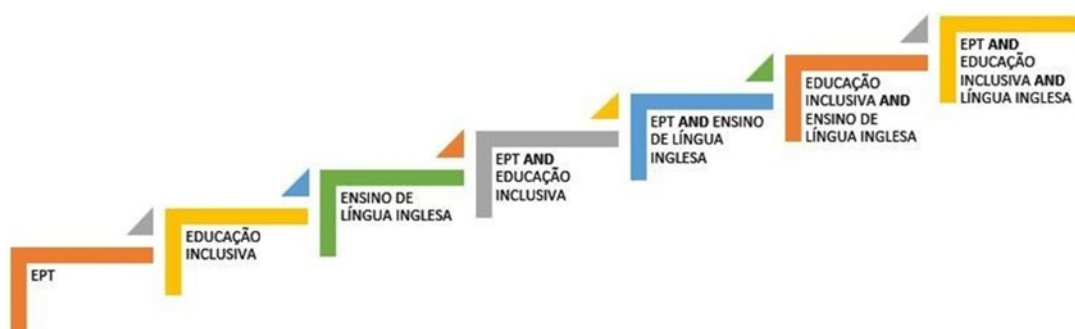 EPT
EDUCAÇÃO
INCLUSIVA
ENSINO DE
LÍNGUA INGLESA
EPT AND
EDUCAÇÃO
INCLUSIVA
EPT AND ENSINO
DE LÍNGUA
INGLESA
EDUCAÇÃO
INCLUSIVA AND
ENSINO DE
LÍNGUA INGLESA
EPT AND
EDUCAÇÃO
INCLUSIVA AND
LÍNGUA INGLESA